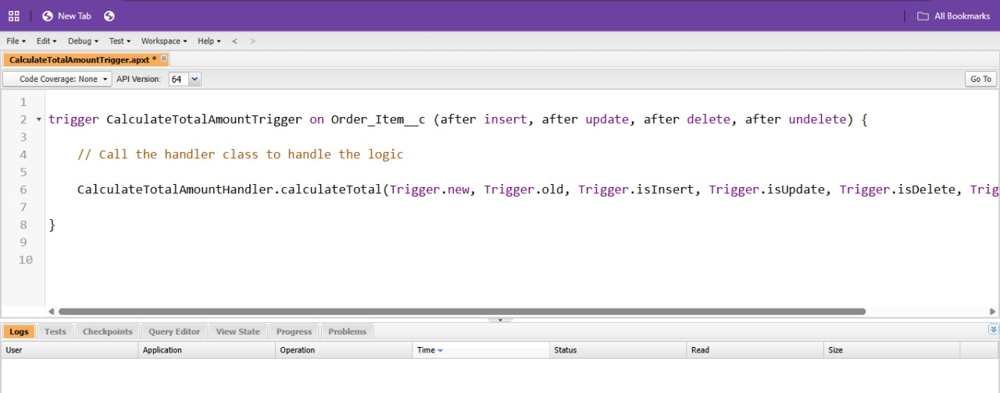 New Tab All Bookmarks
File Edit Debug Test Workspace Help < >
CalculateTotalAmountTrigger.apxt *
Code Coverage: None API Version: 64 Go To
1
2 trigger CalculateTotalAmountTrigger on Order_Item__c (after insert, after update, after delete, after undelete) {
3
4 // Call the handler class to handle the logic
5
6 CalculateTotalAmountHandler.calculateTotal(Trigger.new, Trigger.old, Trigger.isInsert, Trigger.isUpdate, Trigger.isDelete, Trig
7
8 }
9
10
Logs Tests Checkpoints Query Editor View State Progress Problems
User Application Operation Time Status Read Size